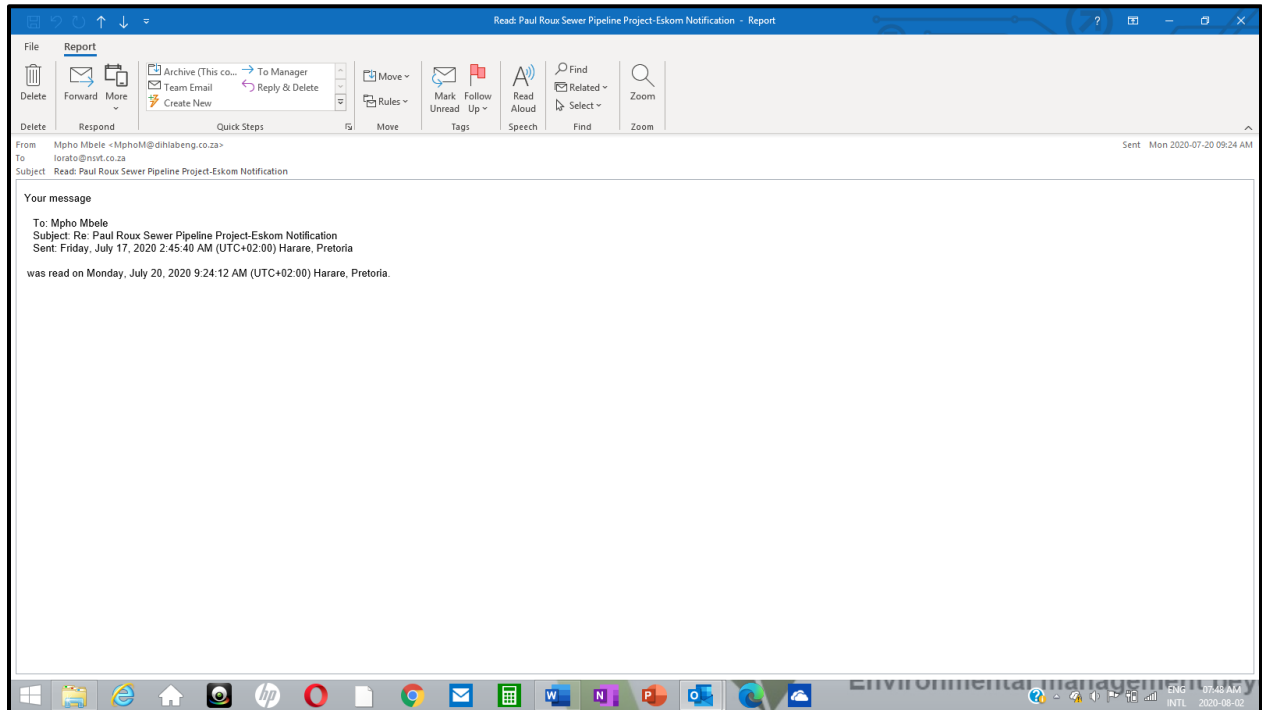 Read: Paul Roux Sewer Pipeline Project-Eskom Notification - Report
File Report
Delete
Forward
More
Archive (This co...
To Manager
Team Email
Reply & Delete
Create New
Move
Rules
Mark Unread
Follow Up
Read Aloud
Find
Related
Select
Zoom
Delete Respond Quick Steps Move Tags Speech Find Zoom
From Mpho Mbele <MphoM@dihlabeng.co.za> Sent Mon 2020-07-20 09:24 AM
To lorato@nsvt.co.za
Subject Read: Paul Roux Sewer Pipeline Project-Eskom Notification
Your message
To: Mpho Mbele
Subject: Re: Paul Roux Sewer Pipeline Project-Eskom Notification
Sent: Friday, July 17, 2020 2:45:40 AM (UTC+02:00) Harare, Pretoria
was read on Monday, July 20, 2020 9:24:12 AM (UTC+02:00) Harare, Pretoria.
Environmental management key
ENG 07:48 AM
INTL 2020-08-02